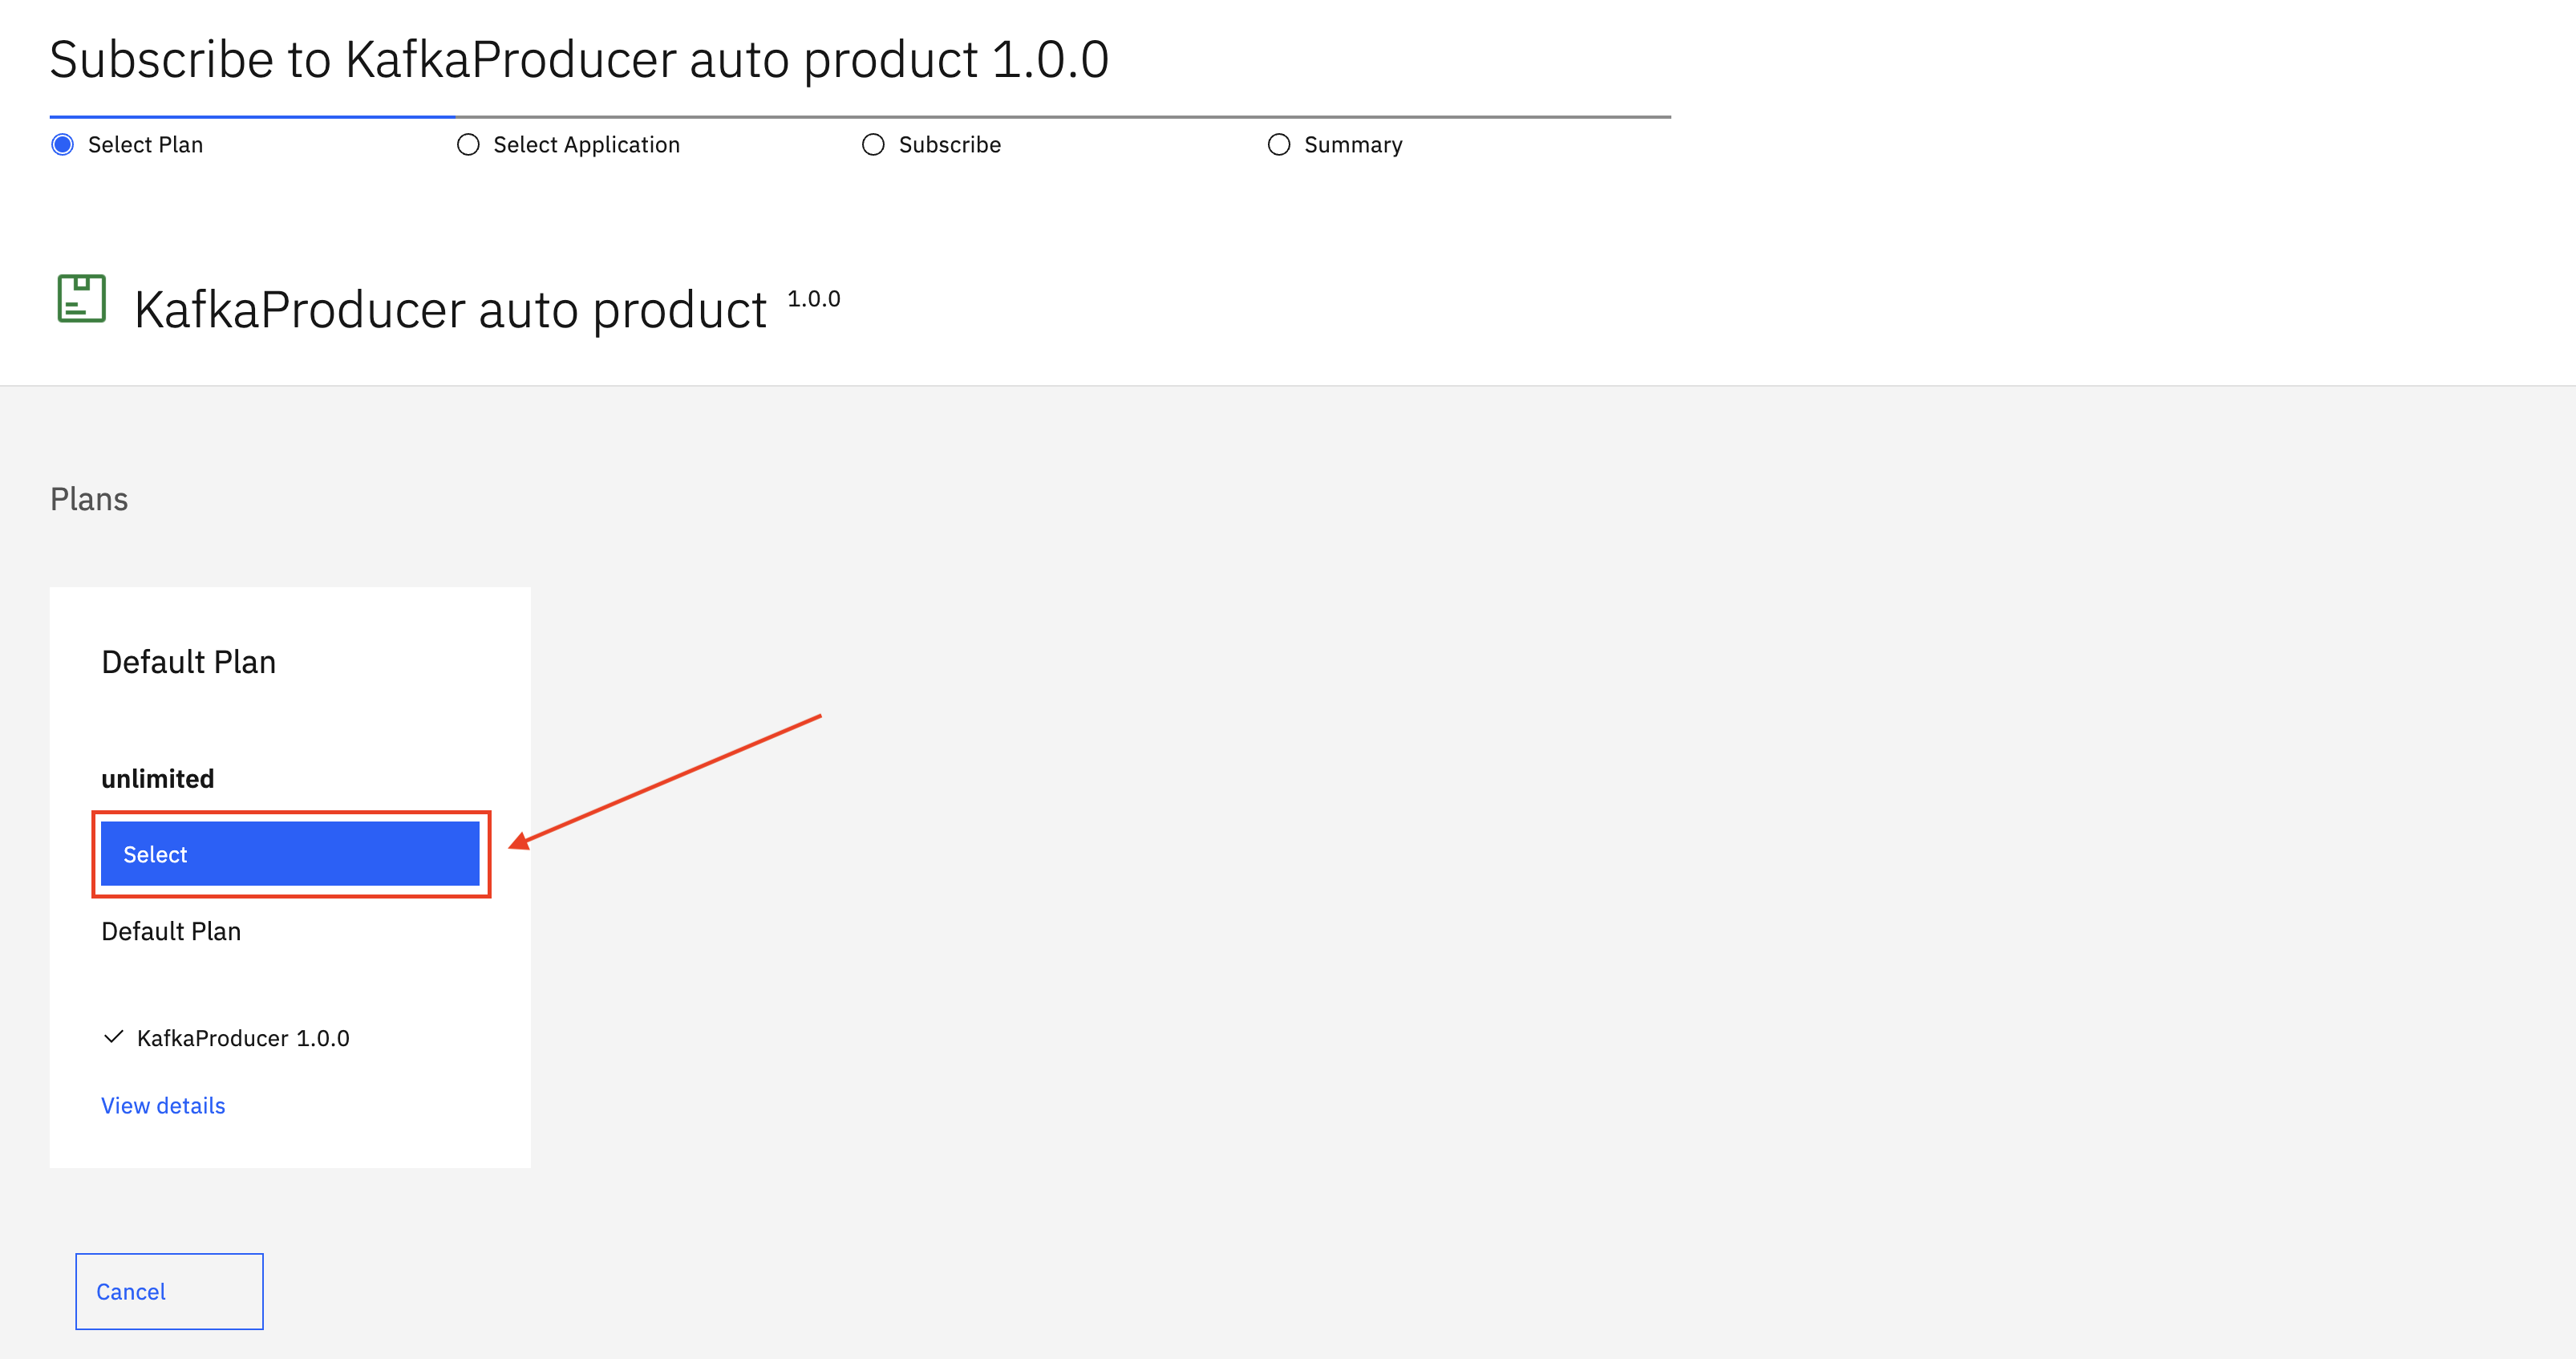 Subscribe to KafkaProducer auto product 1.0.0
Select Plan
Select Application
Subscribe
Summary
KafkaProducer auto product 1.0.0
Plans
Default Plan
unlimited
Select
Default Plan
KafkaProducer 1.0.0
View details
Cancel